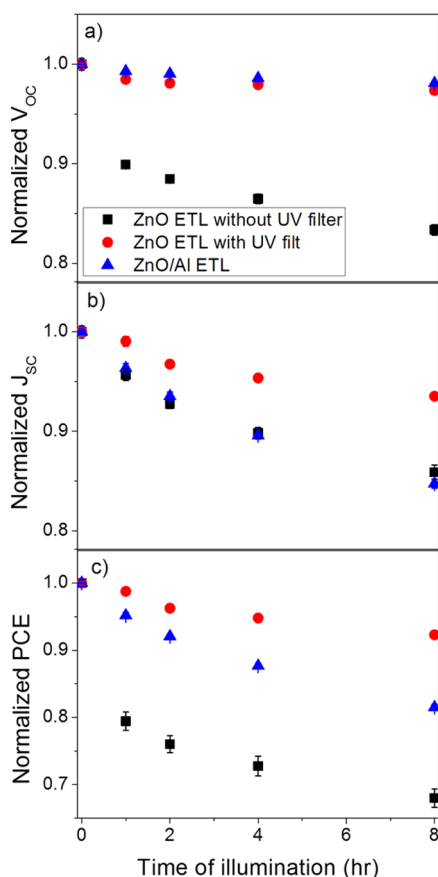 a)
Normalized V_OC
1.0
0.9
0.8
ZnO ETL without UV filter
ZnO ETL with UV filt
ZnO/Al ETL
b)
Normalized J_SC
1.0
0.9
0.8
c)
Normalized PCE
1.0
0.9
0.8
0.7
0 2 4 6 8
Time of illumination (hr)